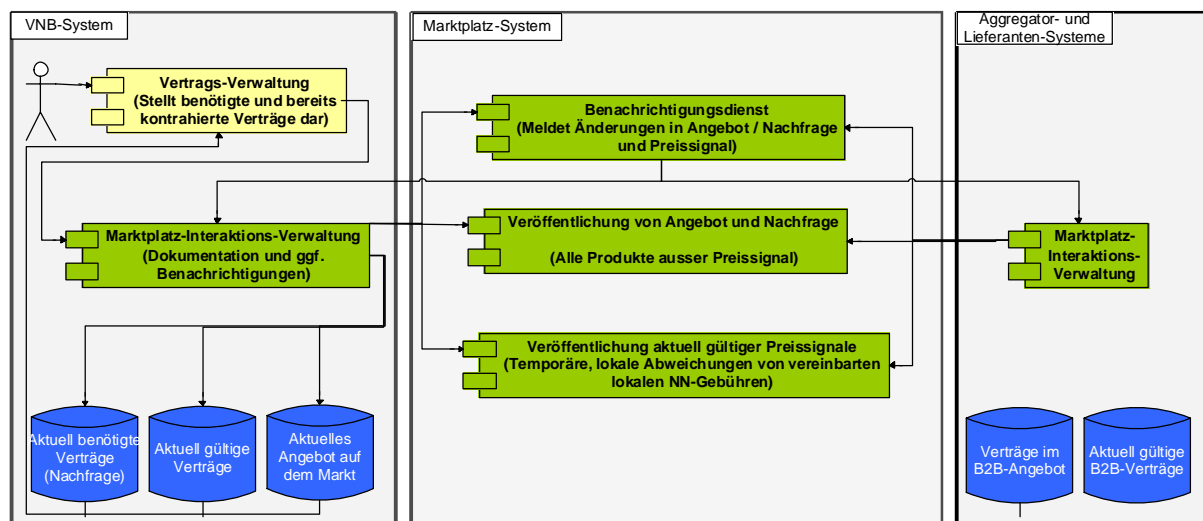 VNB-System
Vertrags-Verwaltung
(Stellt benötigte und bereits
kontrahierte Verträge dar)
Marktplatz-Interaktions-Verwaltung
(Dokumentation und ggf.
Benachrichtigungen)
Aktuell benötigte
Verträge
(Nachfrage)
Aktuell gültige
Verträge
Aktuelles
Angebot auf
dem Markt
Marktplatz-System
Benachrichtigungsdienst
(Meldet Änderungen in Angebot / Nachfrage
und Preissignal)
Veröffentlichung von Angebot und Nachfrage
(Alle Produkte ausser Preissignal)
Veröffentlichung aktuell gültiger Preissignale
(Temporäre, lokale Abweichungen von vereinbarten
lokalen NN-Gebühren)
Aggregator- und
Lieferanten-Systeme
Marktplatz-
Interaktions-
Verwaltung
Verträge im
B2B-Angebot
Aktuell gültige
B2B-Verträge